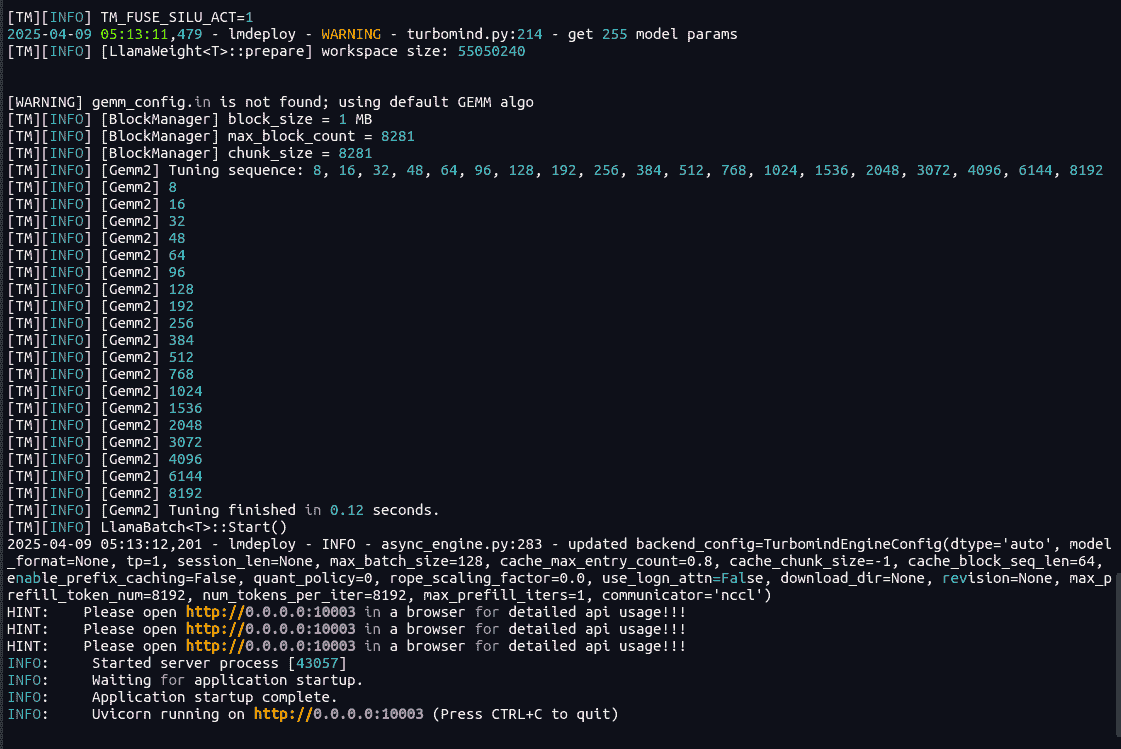 [TM][INFO] TM_FUSE_SILU_ACT=1
2025-04-09 05:13:11,479 - lmdeploy - WARNING - turbomind.py:214 - get 255 model params
[TM][INFO] [LlamaWeight<T>::prepare] workspace size: 55050240
[WARNING] gemm_config.in is not found; using default GEMM algo
[TM][INFO] [BlockManager] block_size = 1 MB
[TM][INFO] [BlockManager] max_block_count = 8281
[TM][INFO] [BlockManager] chunk_size = 8281
[TM][INFO] [Gemm2] Tuning sequence: 8, 16, 32, 48, 64, 96, 128, 192, 256, 384, 512, 768, 1024, 1536, 2048, 3072, 4096, 6144, 8192
[TM][INFO] [Gemm2] 8
[TM][INFO] [Gemm2] 16
[TM][INFO] [Gemm2] 32
[TM][INFO] [Gemm2] 48
[TM][INFO] [Gemm2] 64
[TM][INFO] [Gemm2] 96
[TM][INFO] [Gemm2] 128
[TM][INFO] [Gemm2] 192
[TM][INFO] [Gemm2] 256
[TM][INFO] [Gemm2] 384
[TM][INFO] [Gemm2] 512
[TM][INFO] [Gemm2] 768
[TM][INFO] [Gemm2] 1024
[TM][INFO] [Gemm2] 1536
[TM][INFO] [Gemm2] 2048
[TM][INFO] [Gemm2] 3072
[TM][INFO] [Gemm2] 4096
[TM][INFO] [Gemm2] 6144
[TM][INFO] [Gemm2] 8192
[TM][INFO] [Gemm2] Tuning finished in 0.12 seconds.
[TM][INFO] LlamaBatch<T>::Start()
2025-04-09 05:13:12,201 - lmdeploy - INFO - async_engine.py:283 - updated backend_config=TurbomindEngineConfig(dtype='auto', model
_format=None, tp=1, session_len=None, max_batch_size=128, cache_max_entry_count=0.8, cache_chunk_size=-1, cache_block_seq_len=64,
enable_prefix_caching=False, quant_policy=0, rope_scaling_factor=0.0, use_logn_attn=False, download_dir=None, revision=None, max_p
refill_token_num=8192, num_tokens_per_iter=8192, max_prefill_iters=1, communicator='nccl')
HINT:    Please open http://0.0.0.0:10003 in a browser for detailed api usage!!!
HINT:    Please open http://0.0.0.0:10003 in a browser for detailed api usage!!!
HINT:    Please open http://0.0.0.0:10003 in a browser for detailed api usage!!!
INFO:     Started server process [43057]
INFO:     Waiting for application startup.
INFO:     Application startup complete.
INFO:     Uvicorn running on http://0.0.0.0:10003 (Press CTRL+C to quit)